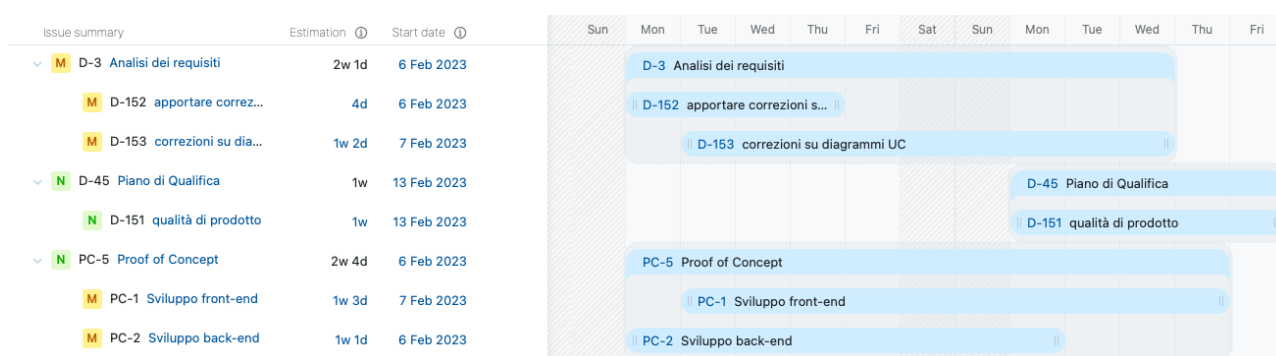 Issue summary Estimation Start date Sun Mon Tue Wed Thu Fri Sat Sun Mon Tue Wed Thu Fri
M D-3 Analisi dei requisiti 2w 1d 6 Feb 2023 D-3 Analisi dei requisiti
M D-152 apportare correz... 4d 6 Feb 2023 D-152 apportare correzioni s...
M D-153 correzioni su dia... 1w 2d 7 Feb 2023 D-153 correzioni su diagrammi UC
N D-45 Piano di Qualifica 1w 13 Feb 2023 D-45 Piano di Qualifica
N D-151 qualità di prodotto 1w 13 Feb 2023 D-151 qualità di prodotto
N PC-5 Proof of Concept 2w 4d 6 Feb 2023 PC-5 Proof of Concept
M PC-1 Sviluppo front-end 1w 3d 7 Feb 2023 PC-1 Sviluppo front-end
M PC-2 Sviluppo back-end 1w 1d 6 Feb 2023 PC-2 Sviluppo back-end